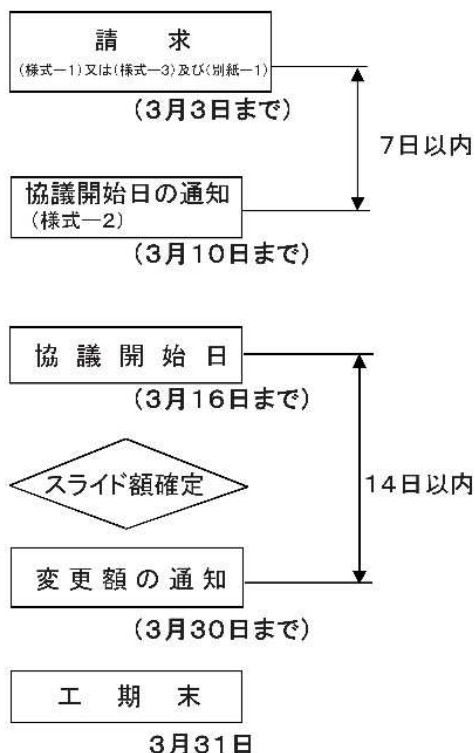 請求
(様式－1)又は(様式－3)及び(別紙－1)
(3月3日まで)
7日以内
協議開始日の通知
(様式－2)
(3月10日まで)
協議開始日
(3月16日まで)
スライド額確定
14日以内
変更額の通知
(3月30日まで)
工期末
3月31日